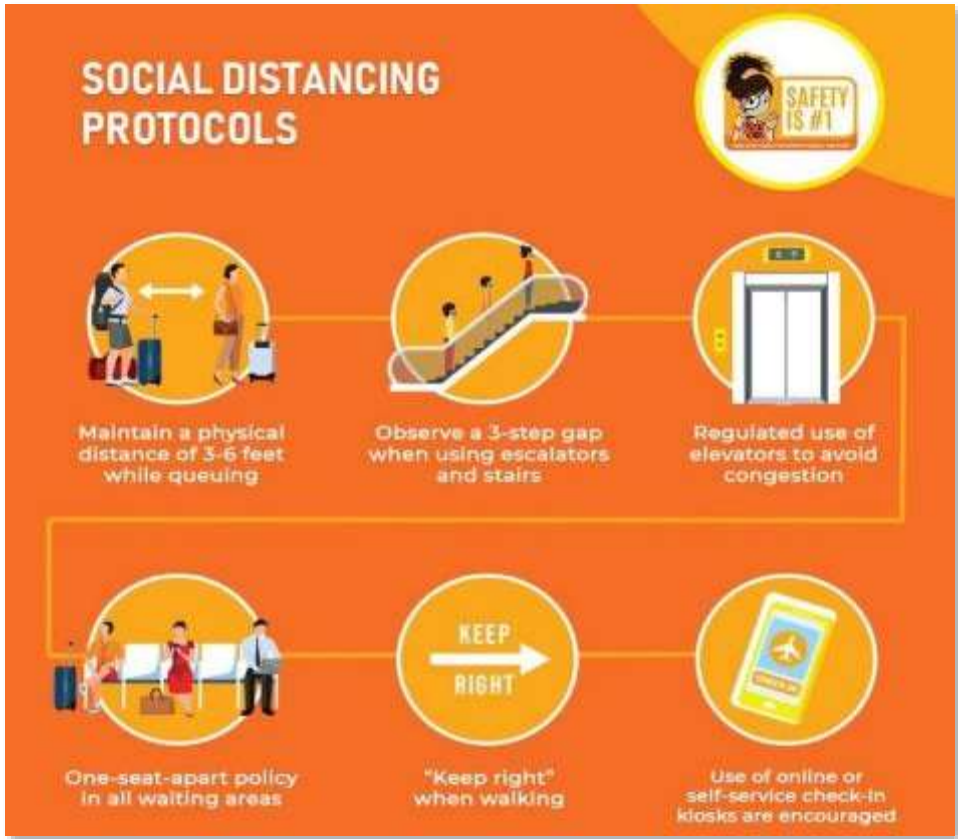 SOCIAL DISTANCING
PROTOCOLS
SAFETY
IS #1
Maintain a physical
distance of 3-6 feet
while queuing
Observe a 3-step gap
when using escalators
and stairs
Regulated use of
elevators to avoid
congestion
One-seat-apart policy
in all waiting areas
KEEP
RIGHT
"Keep right"
when walking
CHECK IN
Use of online or
self-service check-in
kiosks are encouraged